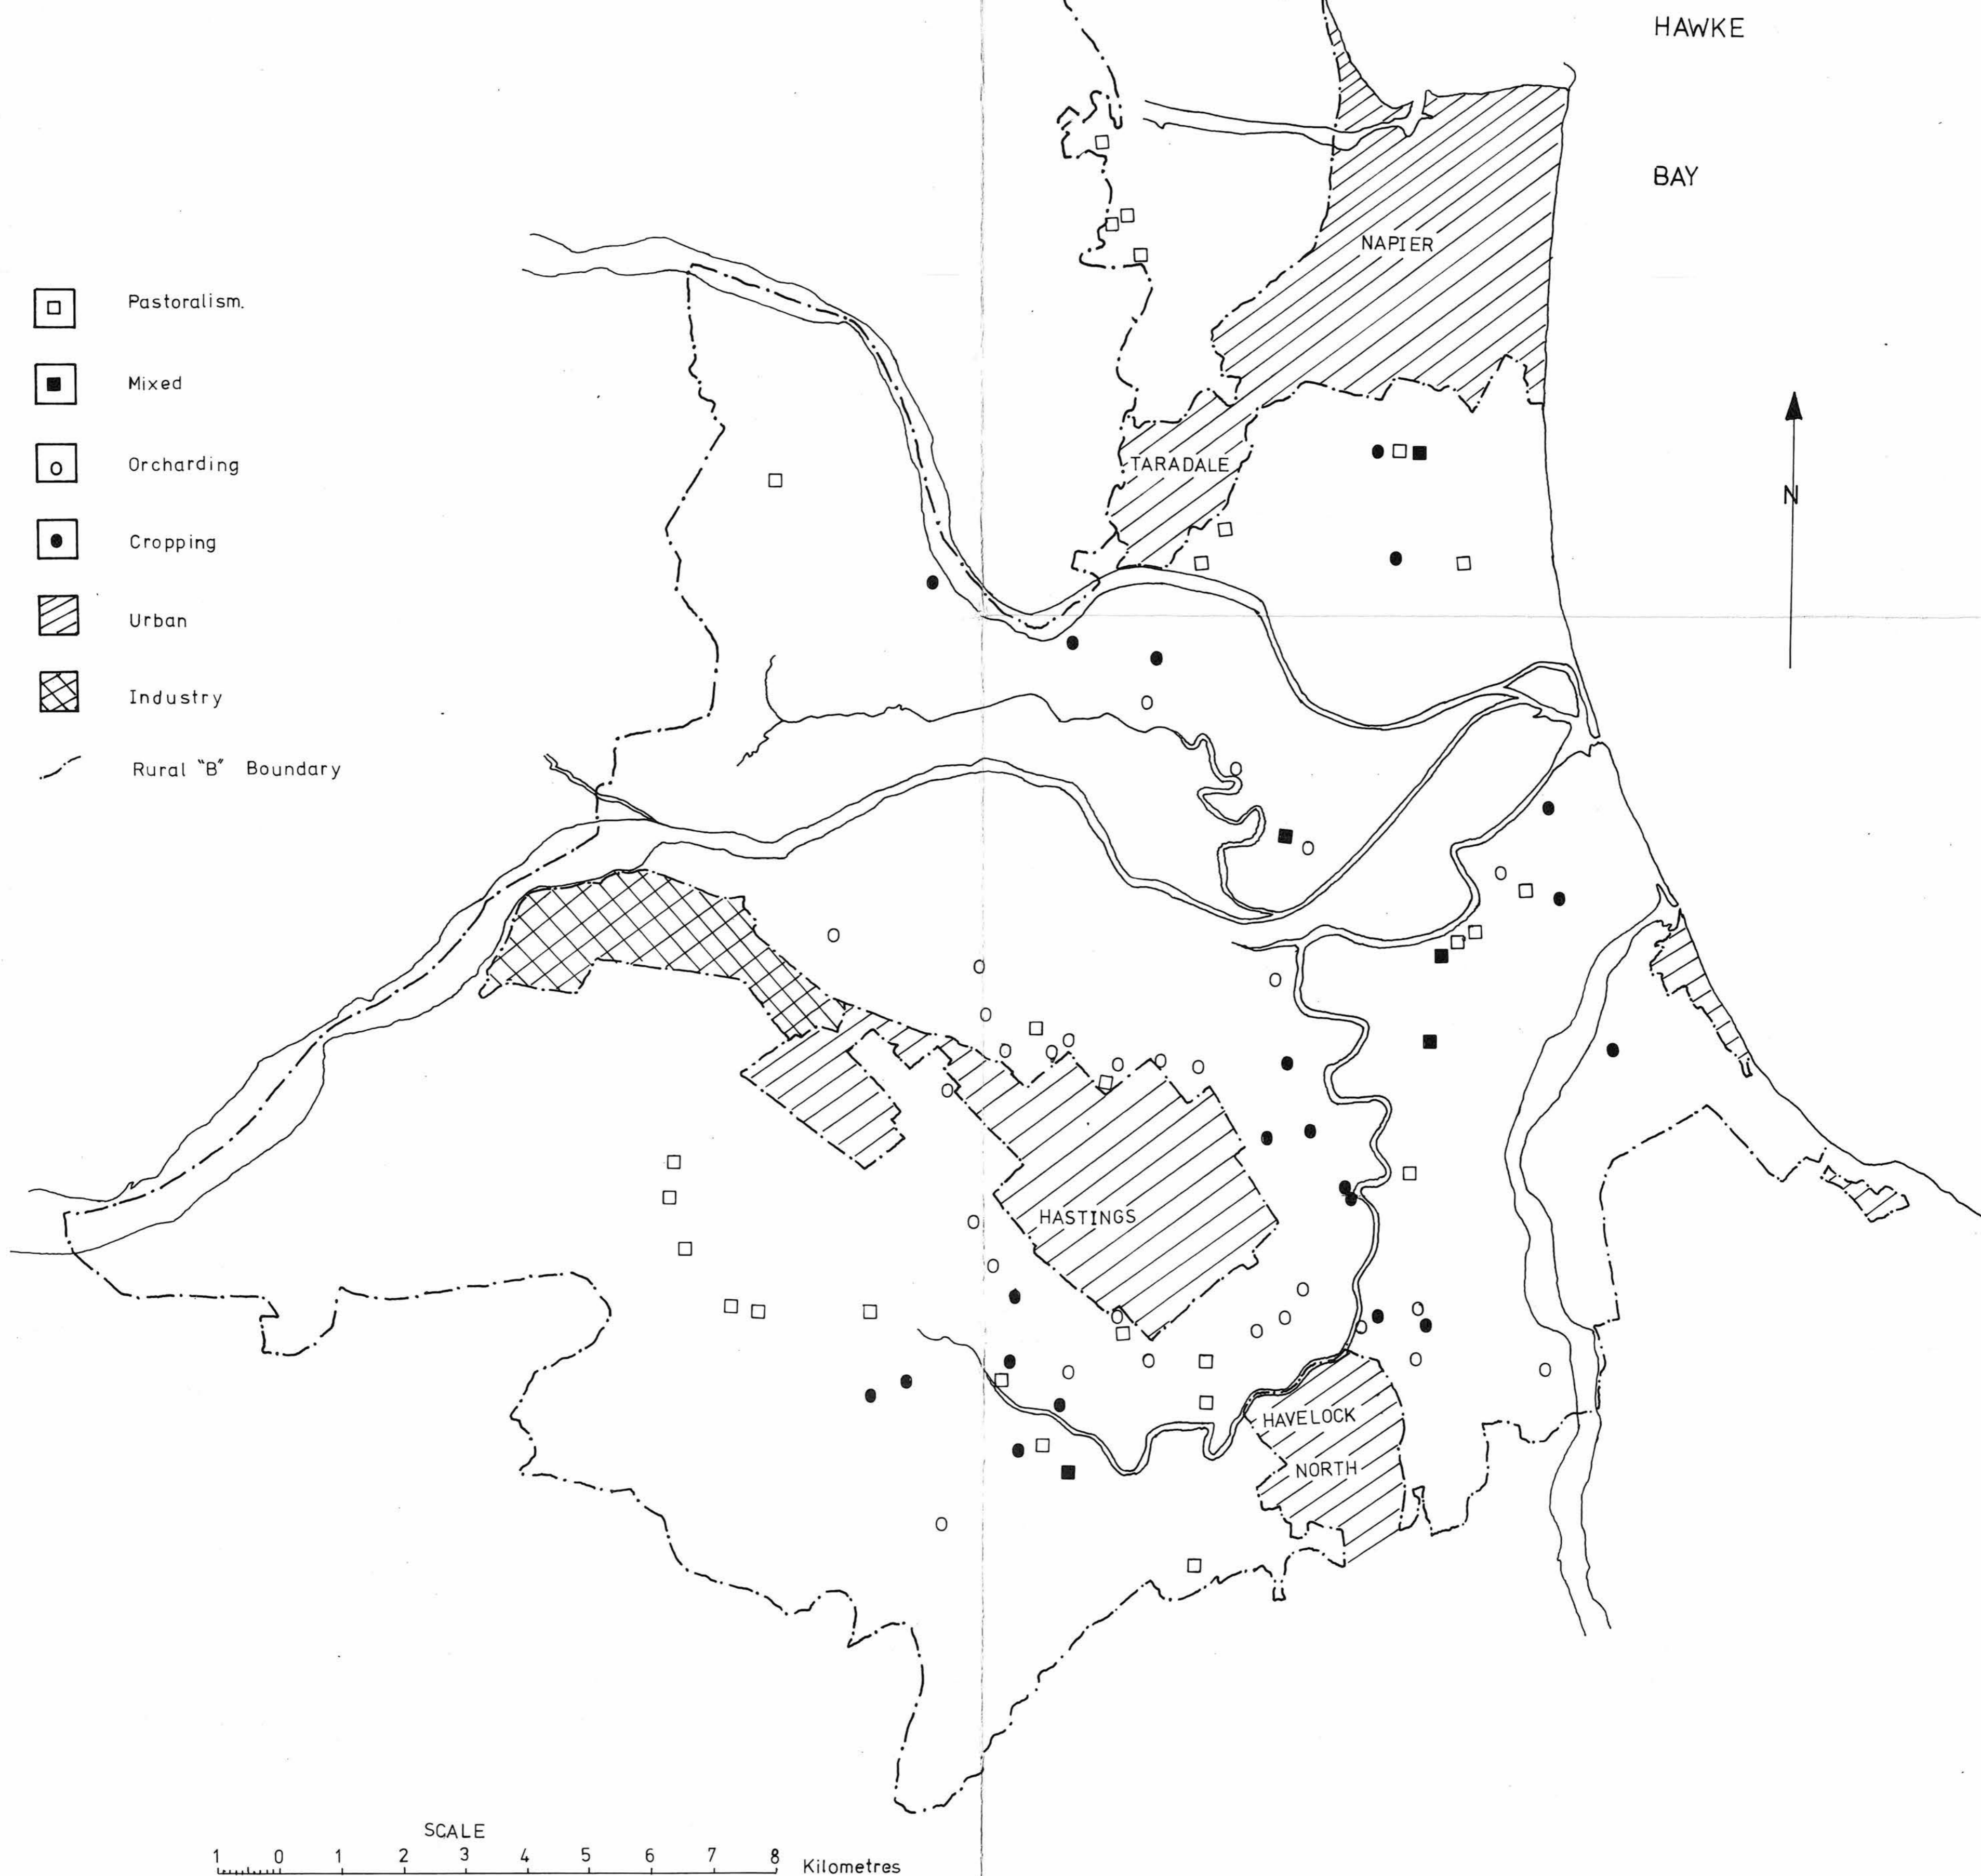 HAWKE
BAY
NAPIER
TARADALE
N
Pastoralism.
Mixed
Orcharding
Cropping
Urban
Industry
Rural "B" Boundary
HASTINGS
HAVELOCK
NORTH
SCALE
1 0 1 2 3 4 5 6 7 8 Kilometres